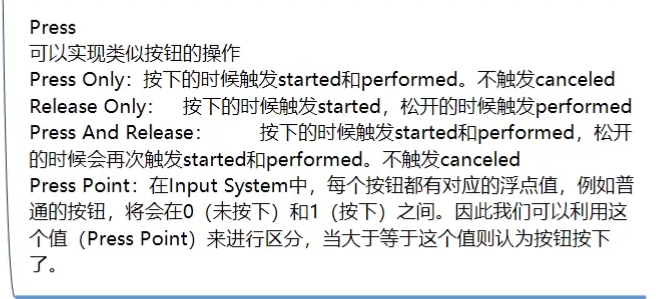 Press
可以实现类似按钮的操作
Press Only：按下的时候触发started和performed。不触发canceled
Release Only： 按下的时候触发started，松开的时候触发performed
Press And Release： 按下的时候触发started和performed，松开
的时候会再次触发started和performed。不触发canceled
Press Point：在Input System中，每个按钮都有对应的浮点值，例如普
通的按钮，将会在0（未按下）和1（按下）之间。因此我们可以利用这
个值（Press Point）来进行区分，当大于等于这个值则认为按钮按下
了。